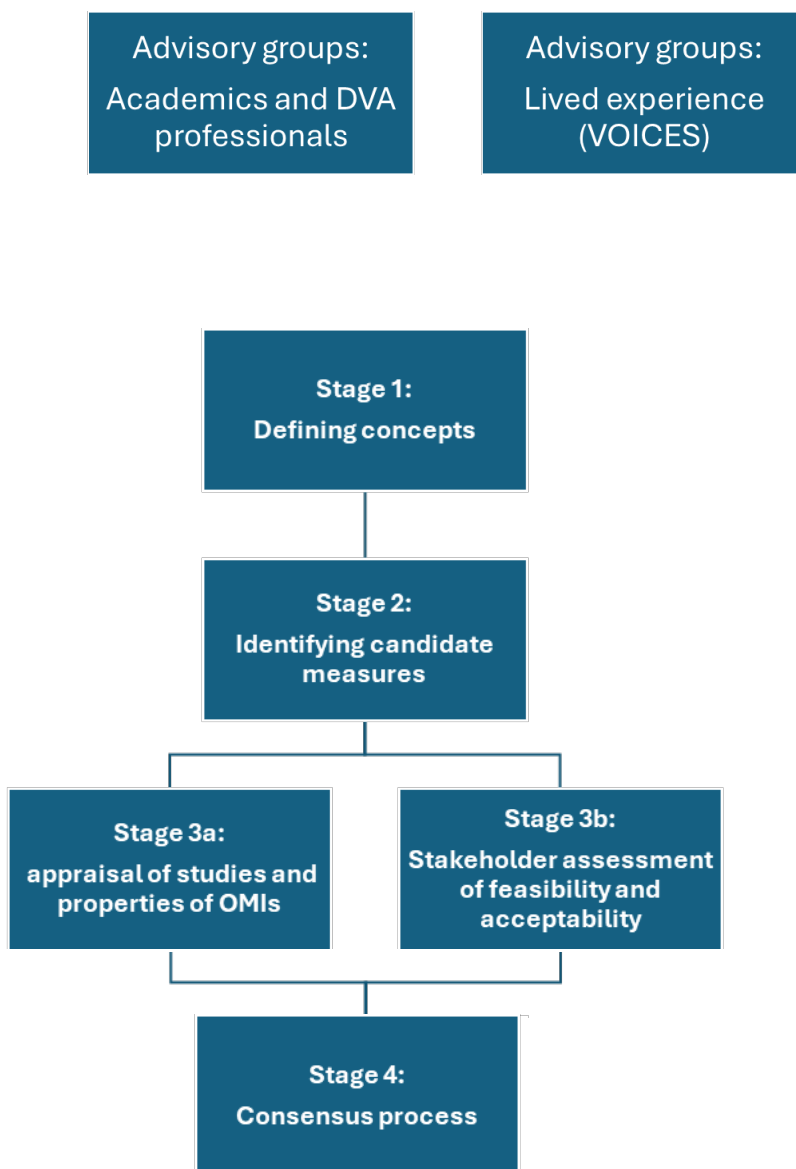 Advisory groups:
Academics and DVA
professionals
Advisory groups:
Lived experience
(VOICES)
Stage 1:
Defining concepts
Stage 2:
Identifying candidate
measures
Stage 3a:
appraisal of studies and
properties of OMIs
Stage 3b:
Stakeholder assessment
of feasibility and
acceptability
Stage 4:
Consensus process